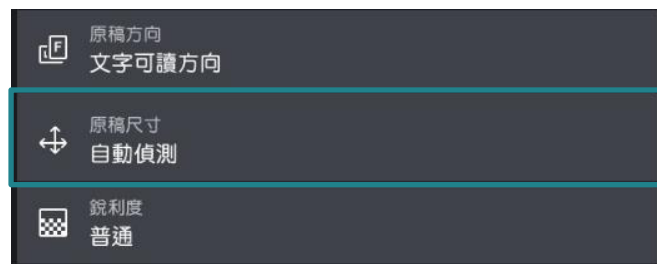 原稿方向
文字可讀方向
原稿尺寸
自動偵測
銳利度
普通